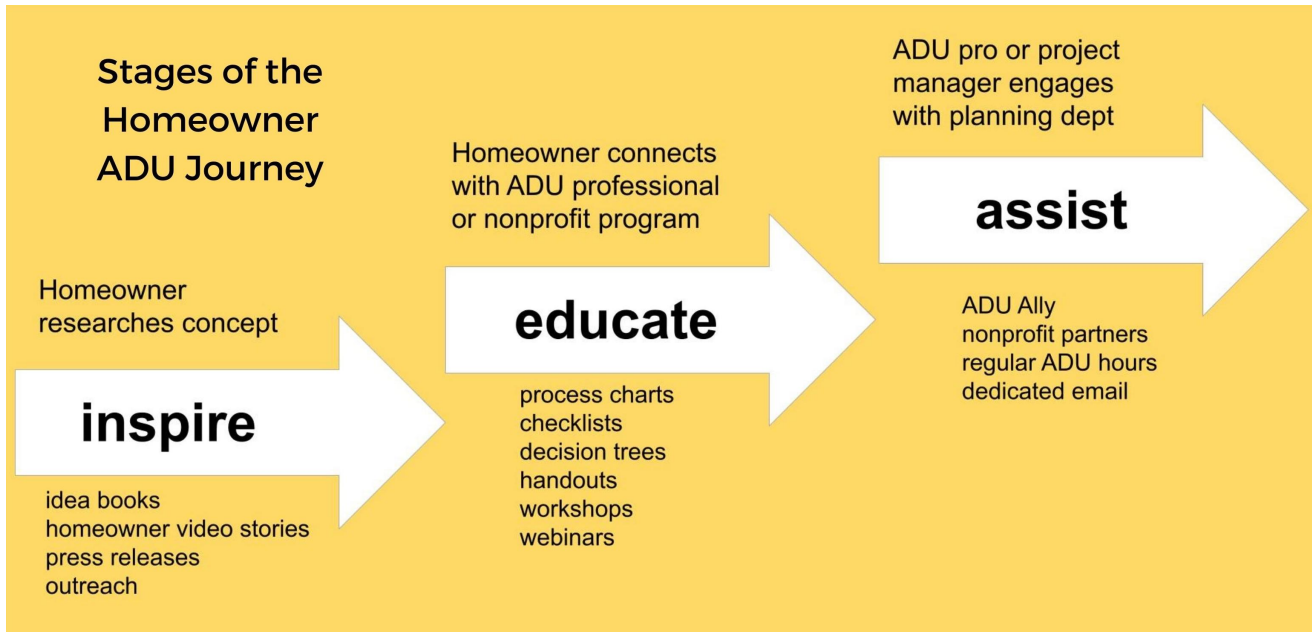 Stages of the
Homeowner
ADU Journey
Homeowner
researches concept
inspire
idea books
homeowner video stories
press releases
outreach
Homeowner connects
with ADU professional
or nonprofit program
educate
process charts
checklists
decision trees
handouts
workshops
webinars
ADU pro or project
manager engages
with planning dept
assist
ADU Ally
nonprofit partners
regular ADU hours
dedicated email